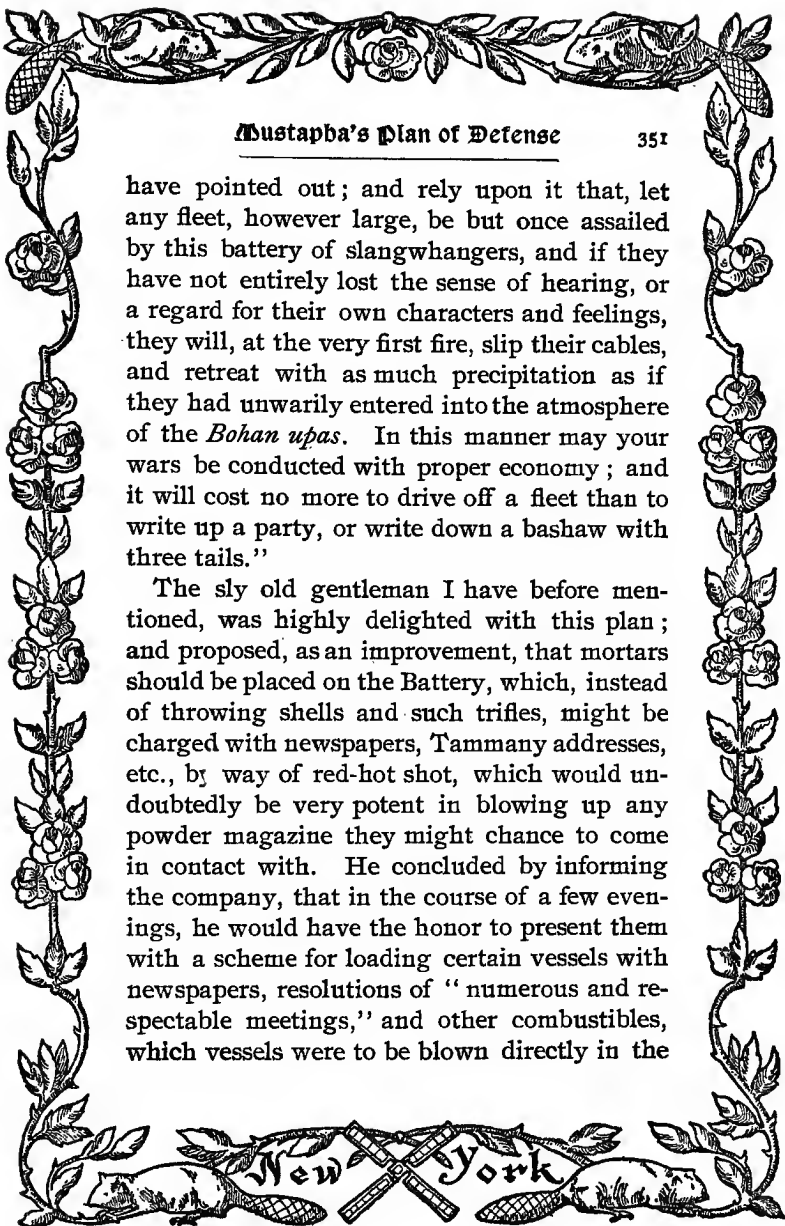 Mustapha's Plan of Defense 351
have pointed out; and rely upon it that, let
any fleet, however large, be but once assailed
by this battery of slangwhangers, and if they
have not entirely lost the sense of hearing, or
a regard for their own characters and feelings,
they will, at the very first fire, slip their cables,
and retreat with as much precipitation as if
they had unwarily entered into the atmosphere
of the Bohan upas. In this manner may your
wars be conducted with proper economy; and
it will cost no more to drive off a fleet than to
write up a party, or write down a bashaw with
three tails."
The sly old gentleman I have before men-
tioned, was highly delighted with this plan;
and proposed, as an improvement, that mortars
should be placed on the Battery, which, instead
of throwing shells and such trifles, might be
charged with newspapers, Tammany addresses,
etc., by way of red-hot shot, which would un-
doubtedly be very potent in blowing up any
powder magazine they might chance to come
in contact with. He concluded by informing
the company, that in the course of a few even-
ings, he would have the honor to present them
with a scheme for loading certain vessels with
newspapers, resolutions of "numerous and re-
spectable meetings," and other combustibles,
which vessels were to be blown directly in the
New York